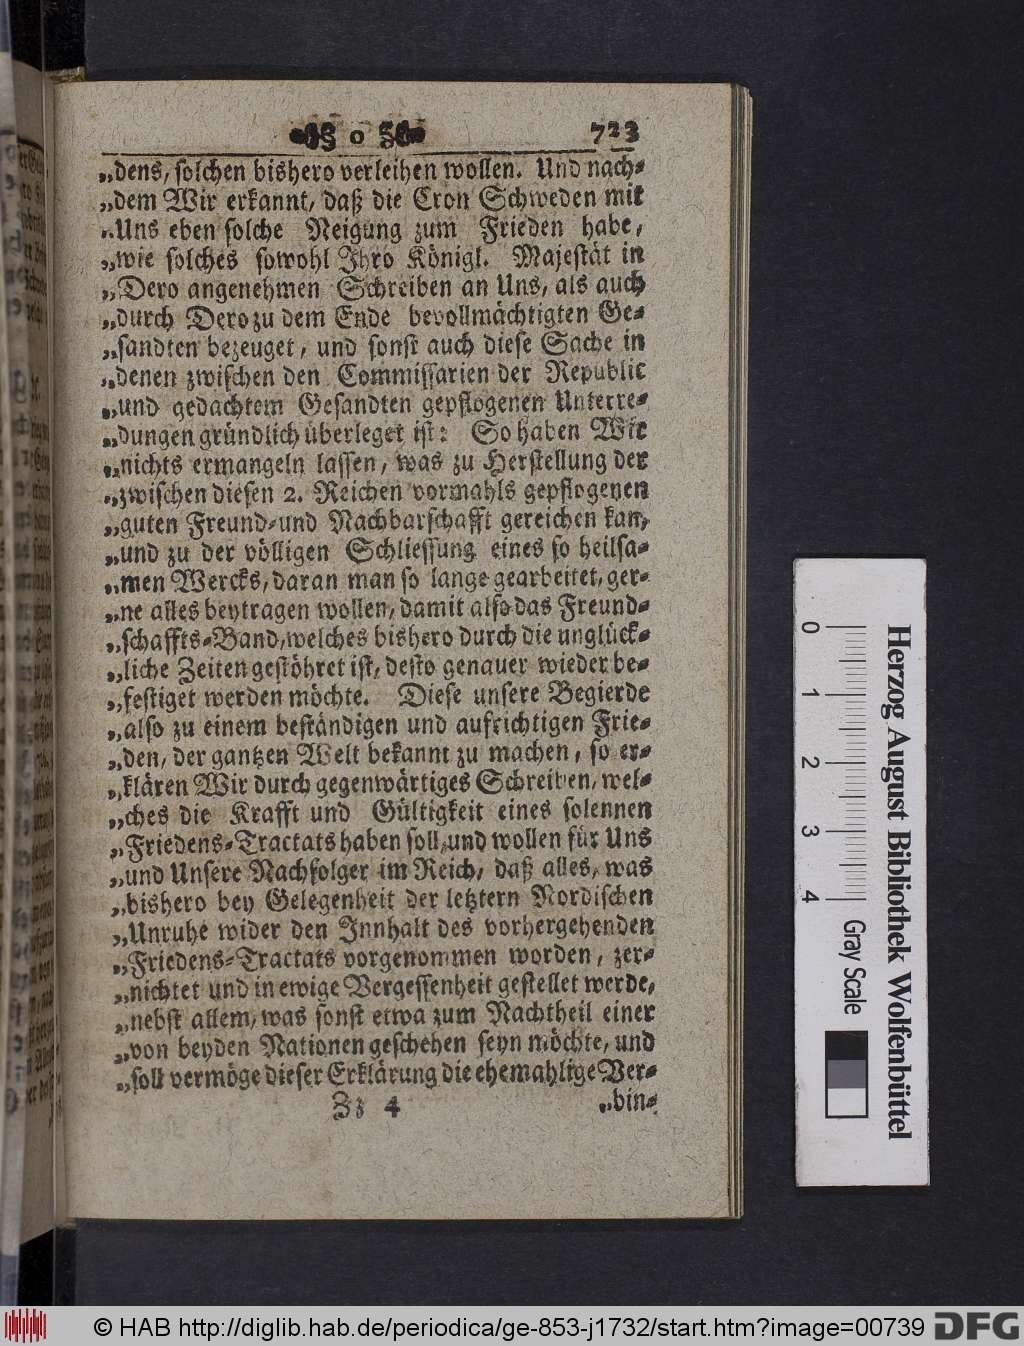 o 723
„dens, solchen bishero verleihen wollen. Und nach-
„dem Wir erkannt, daß die Cron Schweden mit
„Uns eben solche Neigung zum Frieden habe,
„wie solches sowohl Ihro Königl. Majestät in
„Dero angenehmen Schreiben an Uns, als auch
„durch Dero zu dem Ende bevollmächtigten Ge-
„sandten bezeuget, und sonst auch diese Sache in
„denen zwischen den Commissarien der Republic
„und gedachtem Gesandten gepflogenen Unterre-
„dungen gründlich überleget ist: So haben Wir
„nichts ermangeln lassen, was zu Herstellung der
„zwischen diesen 2. Reichen vormahls gepflogenen
„guten Freund- und Nachbarschafft gereichen kan,
„und zu der völligen Schliessung eines so heilsa-
„men Wercks, daran man so lange gearbeitet, ger-
„ne alles beytragen wollen, damit also das Freund-
„schaffts-Band, welches bishero durch die unglück-
„liche Zeiten gestöhret ist, desto genauer wieder be-
„festiget werden möchte. Diese unsere Begierde
„also zu einem beständigen und aufrichtigen Frie-
„den, der gantzen Welt bekannt zu machen, so er-
„klären Wir durch gegenwärtiges Schreiben, wel-
„ches die Krafft und Gültigkeit eines solennen
„Friedens-Tractats haben soll, und wollen für Uns
„und Unsere Nachfolger im Reich, daß alles, was
„bishero bey Gelegenheit der letztern Nordischen
„Unruhe wider den Innhalt des vorhergehenden
„Friedens-Tractats vorgenommen worden, zer-
„nichtet und in ewige Vergessenheit gestellet werde,
„nebst allem, was sonst etwa zum Nachtheil einer
„von beyden Nationen geschehen seyn möchte, und
„soll vermöge dieser Erklärung die ehemahlige Ver-
Zz 4 „bin-
0 1 2 3 4
Gray Scale
Herzog August Bibliothek Wolfenbüttel
© HAB http://diglib.hab.de/periodica/ge-853-j1732/start.htm?image=00739 DFG